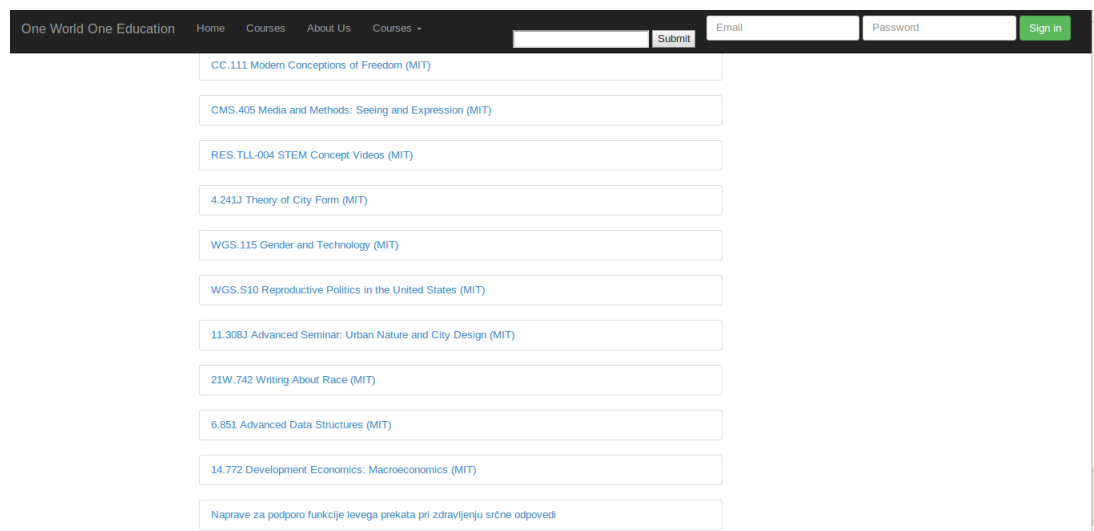 One World One Education Home Courses About Us Courses Submit Email Password Sign in
CC.111 Modern Conceptions of Freedom (MIT)
CMS.405 Media and Methods: Seeing and Expression (MIT)
RES.TLL-004 STEM Concept Videos (MIT)
4.241J Theory of City Form (MIT)
WGS.115 Gender and Technology (MIT)
WGS.S10 Reproductive Politics in the United States (MIT)
11.308J Advanced Seminar: Urban Nature and City Design (MIT)
21W.742 Writing About Race (MIT)
6.851 Advanced Data Structures (MIT)
14.772 Development Economics: Macroeconomics (MIT)
Naprave za podporo funkcije levega prekata pri zdravljenju srčne odpovedi